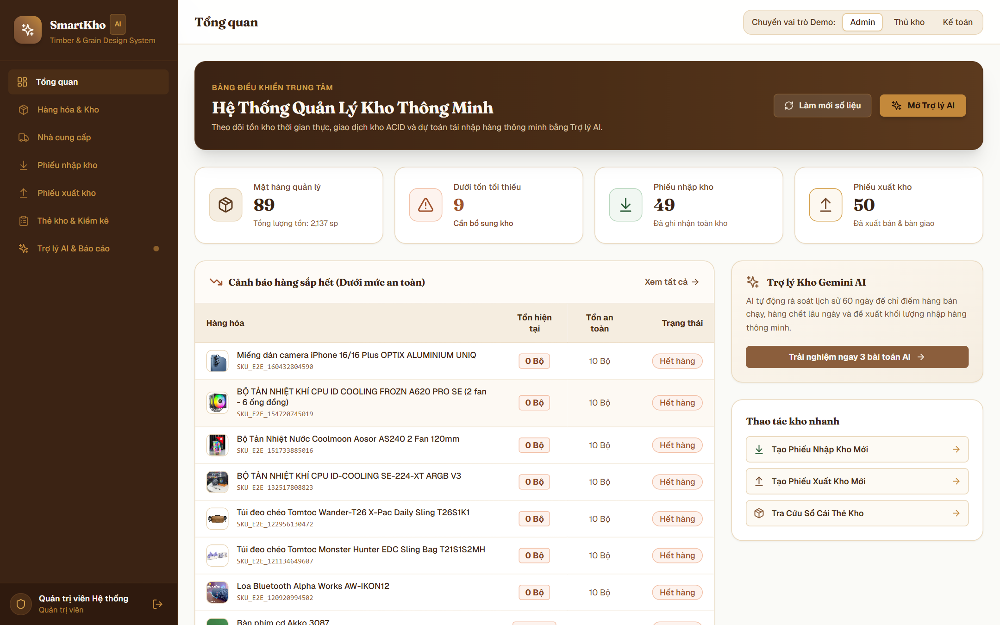 SmartKho AI
Timber & Grain Design System
Tổng quan
Hàng hóa & Kho
Nhà cung cấp
Phiếu nhập kho
Phiếu xuất kho
Thẻ kho & Kiểm kê
Trợ lý AI & Báo cáo
Quản trị viên Hệ thống
Quản trị viên
Tổng quan
Chuyển vai trò Demo: Admin Thủ kho Kế toán
BẢNG ĐIỀU KHIỂN TRUNG TÂM
Hệ Thống Quản Lý Kho Thông Minh
Theo dõi tồn kho thời gian thực, giao dịch kho ACID và dự toán tái nhập hàng thông minh bằng Trợ lý AI.
Làm mới số liệu
Mở Trợ lý AI
Mặt hàng quản lý
89
Tổng lượng tồn: 2,137 sp
Dưới tồn tối thiểu
9
Cần bổ sung kho
Phiếu nhập kho
49
Đã ghi nhận toàn kho
Phiếu xuất kho
50
Đã xuất bán & bàn giao
Cảnh báo hàng sắp hết (Dưới mức an toàn)
Xem tất cả
Hàng hóa
Tồn hiện
tại
Tồn an
toàn
Trạng thái
Miếng dán camera iPhone 16/16 Plus OPTIX ALUMINIUM UNIQ
SKU_E2E_160432804590
0 Bộ
10 Bộ
Hết hàng
BỘ TẢN NHIỆT KHÍ CPU ID COOLING FROZN A620 PRO SE (2 fan
- 6 ống đồng)
SKU_E2E_154720745019
0 Bộ
10 Bộ
Hết hàng
Bộ Tản Nhiệt Nước Coolmoon Aosor AS240 2 Fan 120mm
SKU_E2E_151733885016
0 Bộ
10 Bộ
Hết hàng
BỘ TẢN NHIỆT KHÍ CPU ID-COOLING SE-224-XT ARGB V3
SKU_E2E_132517808823
0 Bộ
10 Bộ
Hết hàng
Túi đeo chéo Tomtoc Wander-T26 X-Pac Daily Sling T26S1K1
SKU_E2E_122956130472
0 Bộ
10 Bộ
Hết hàng
Túi đeo chéo Tomtoc Monster Hunter EDC Sling Bag T21S1S2MH
SKU_E2E_121134649607
0 Bộ
10 Bộ
Hết hàng
Loa Bluetooth Alpha Works AW-IKON12
SKU_E2E_120920994502
0 Bộ
10 Bộ
Hết hàng
Bàn phím cơ Akko 3087
Trợ lý Kho Gemini AI
AI tự động rà soát lịch sử 60 ngày để chỉ điểm hàng bán
chạy, hàng chết lâu ngày và đề xuất khối lượng nhập hàng
thông minh.
Trải nghiệm ngay 3 bài toán AI
Thao tác kho nhanh
Tạo Phiếu Nhập Kho Mới
Tạo Phiếu Xuất Kho Mới
Tra Cứu Sổ Cái Thẻ Kho